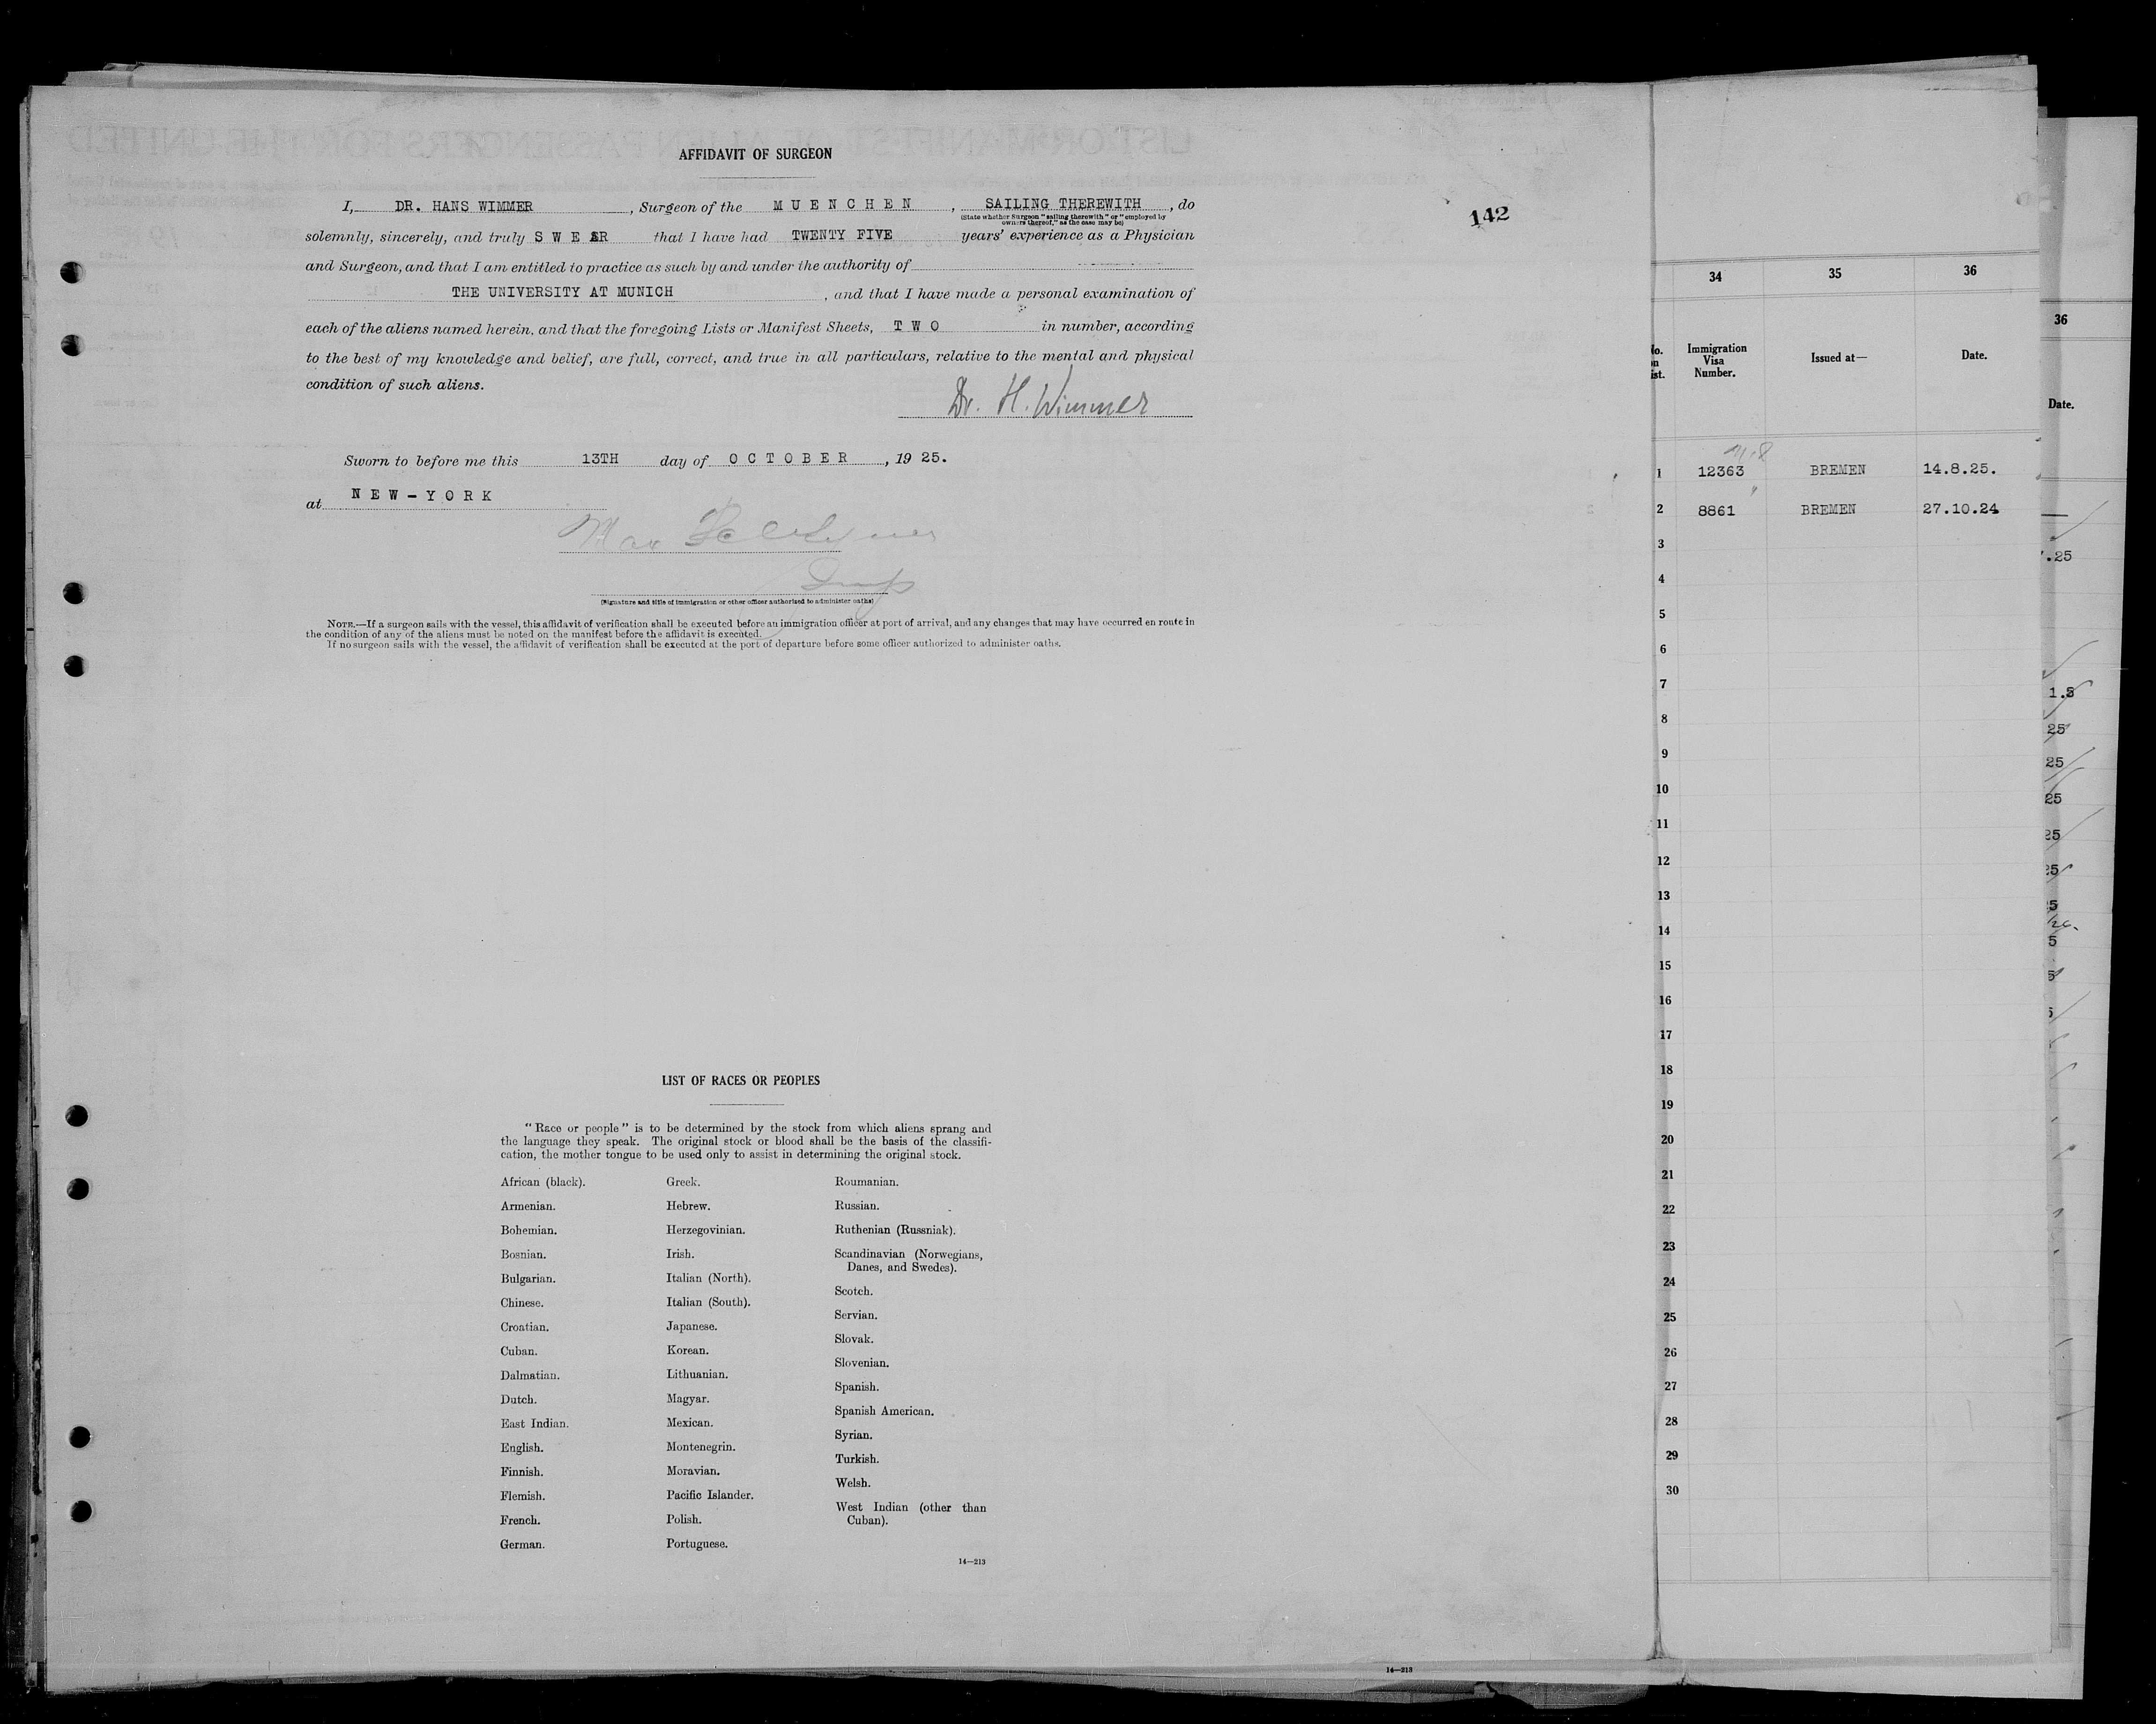 AFFIDAVIT OF SURGEON
I, DR. HANS WIMMER, Surgeon of the M U E N C H E N, SAILING THEREWITH, do
(State whether Surgeon "sailing therewith" or "employed by
owners thereof," as the case may be)
solemnly, sincerely, and truly S W E A R that I have had TWENTY FIVE years' experience as a Physician
and Surgeon, and that I am entitled to practice as such by and under the authority of
THE UNIVERSITY AT MUNICH, and that I have made a personal examination of
each of the aliens named herein, and that the foregoing Lists or Manifest Sheets, T W O in number, according
to the best of my knowledge and belief, are full, correct, and true in all particulars, relative to the mental and physical
condition of such aliens.
Dr. H. Wimmer
Sworn to before me this 13TH day of O C T O B E R, 19 25.
at N E W - Y O R K
Max
Insp
(Signature and title of immigration or other officer authorized to administer oaths)
NOTE.—If a surgeon sails with the vessel, this affidavit of verification shall be executed before an immigration officer at port of arrival, and any changes that may have occurred en route in
the condition of any of the aliens must be noted on the manifest before the affidavit is executed.
If no surgeon sails with the vessel, the affidavit of verification shall be executed at the port of departure before some officer authorized to administer oaths.
142
LIST OF RACES OR PEOPLES
"Race or people" is to be determined by the stock from which aliens sprang and
the language they speak. The original stock or blood shall be the basis of the classifi-
cation, the mother tongue to be used only to assist in determining the original stock.
African (black).
Armenian.
Bohemian.
Bosnian.
Bulgarian.
Chinese.
Croatian.
Cuban.
Dalmatian.
Dutch.
East Indian.
English.
Finnish.
Flemish.
French.
German.
Greek.
Hebrew.
Herzegovinian.
Irish.
Italian (North).
Italian (South).
Japanese.
Korean.
Lithuanian.
Magyar.
Mexican.
Montenegrin.
Moravian.
Pacific Islander.
Polish.
Portuguese.
Roumanian.
Russian.
Ruthenian (Russniak).
Scandinavian (Norwegians,
Danes, and Swedes).
Scotch.
Servian.
Slovak.
Slovenian.
Spanish.
Spanish American.
Syrian.
Turkish.
Welsh.
West Indian (other than
Cuban).
14—213
14—213
34 35 36
Immigration
Visa
Number.
Issued at—
Date.
1 12363 BREMEN 14.8.25.
2 8861 BREMEN 27.10.24
3
4
5
6
7
8
9
10
11
12
13
14
15
16
17
18
19
20
21
22
23
24
25
26
27
28
29
30
36
Date.
.25
1.5
25
25
25
25
25
5
5
5